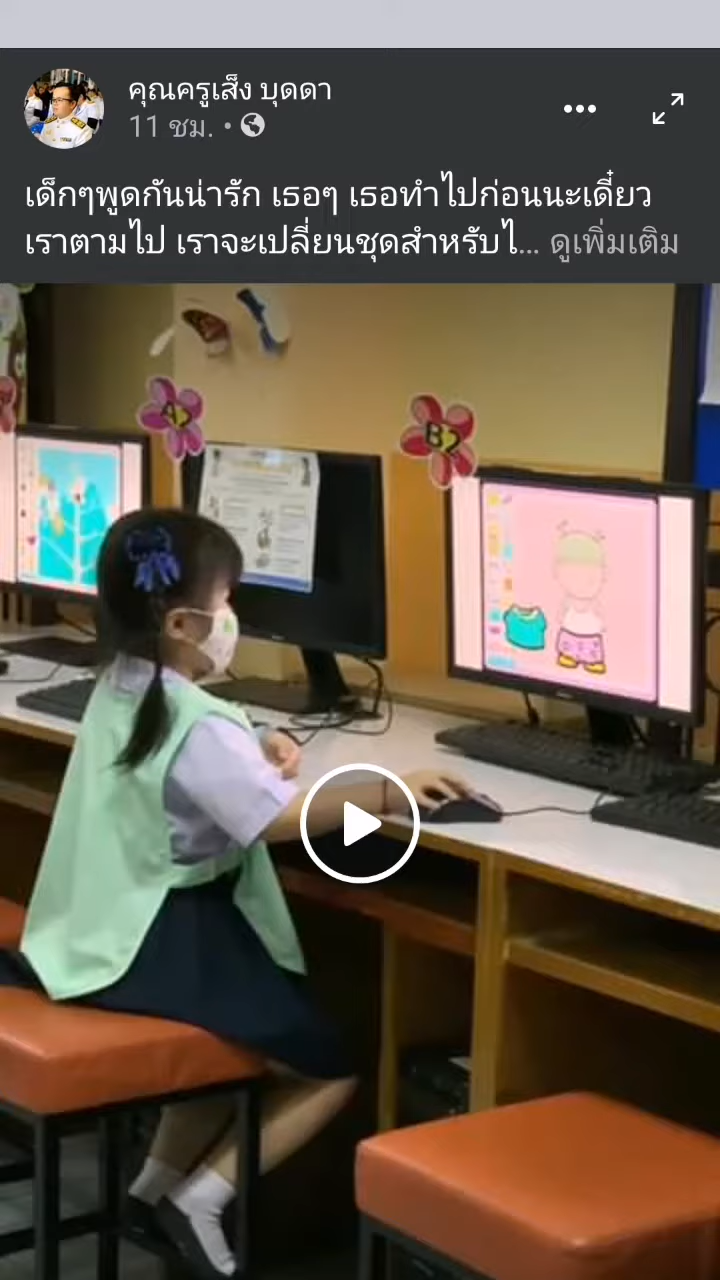 คุณครูเส็ง บุดดา
11 ชม.
เด็กๆพูดกันน่ารัก เธอๆ เธอทำไปก่อนนะเดี๋ยว
เราตามไป เราจะเปลี่ยนชุดสำหรับไ... ดูเพิ่มเติม
B2